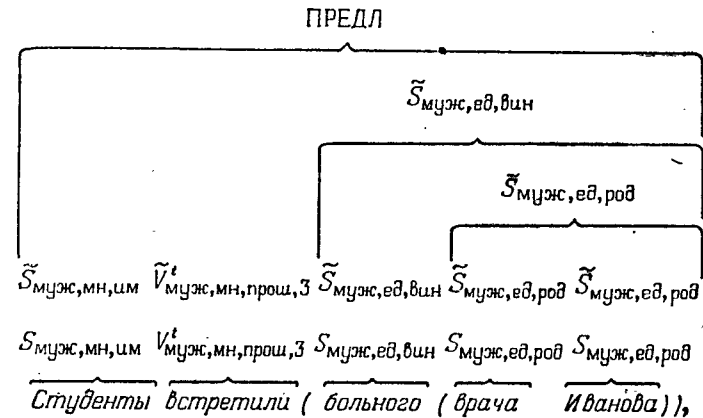 ПРЕДЛ
S̃муж,ед,вин
S̃муж,ед,род
S̃муж,мн,им Ṽᵗмуж,мн,прош,3 S̃муж,ед,вин S̃муж,ед,род S̃муж,ед,род
Sмуж,мн,им Vᵗмуж,мн,прош,3 Sмуж,ед,вин Sмуж,ед,род Sмуж,ед,род
Студенты встретили ( больного ( врача Иванова)),